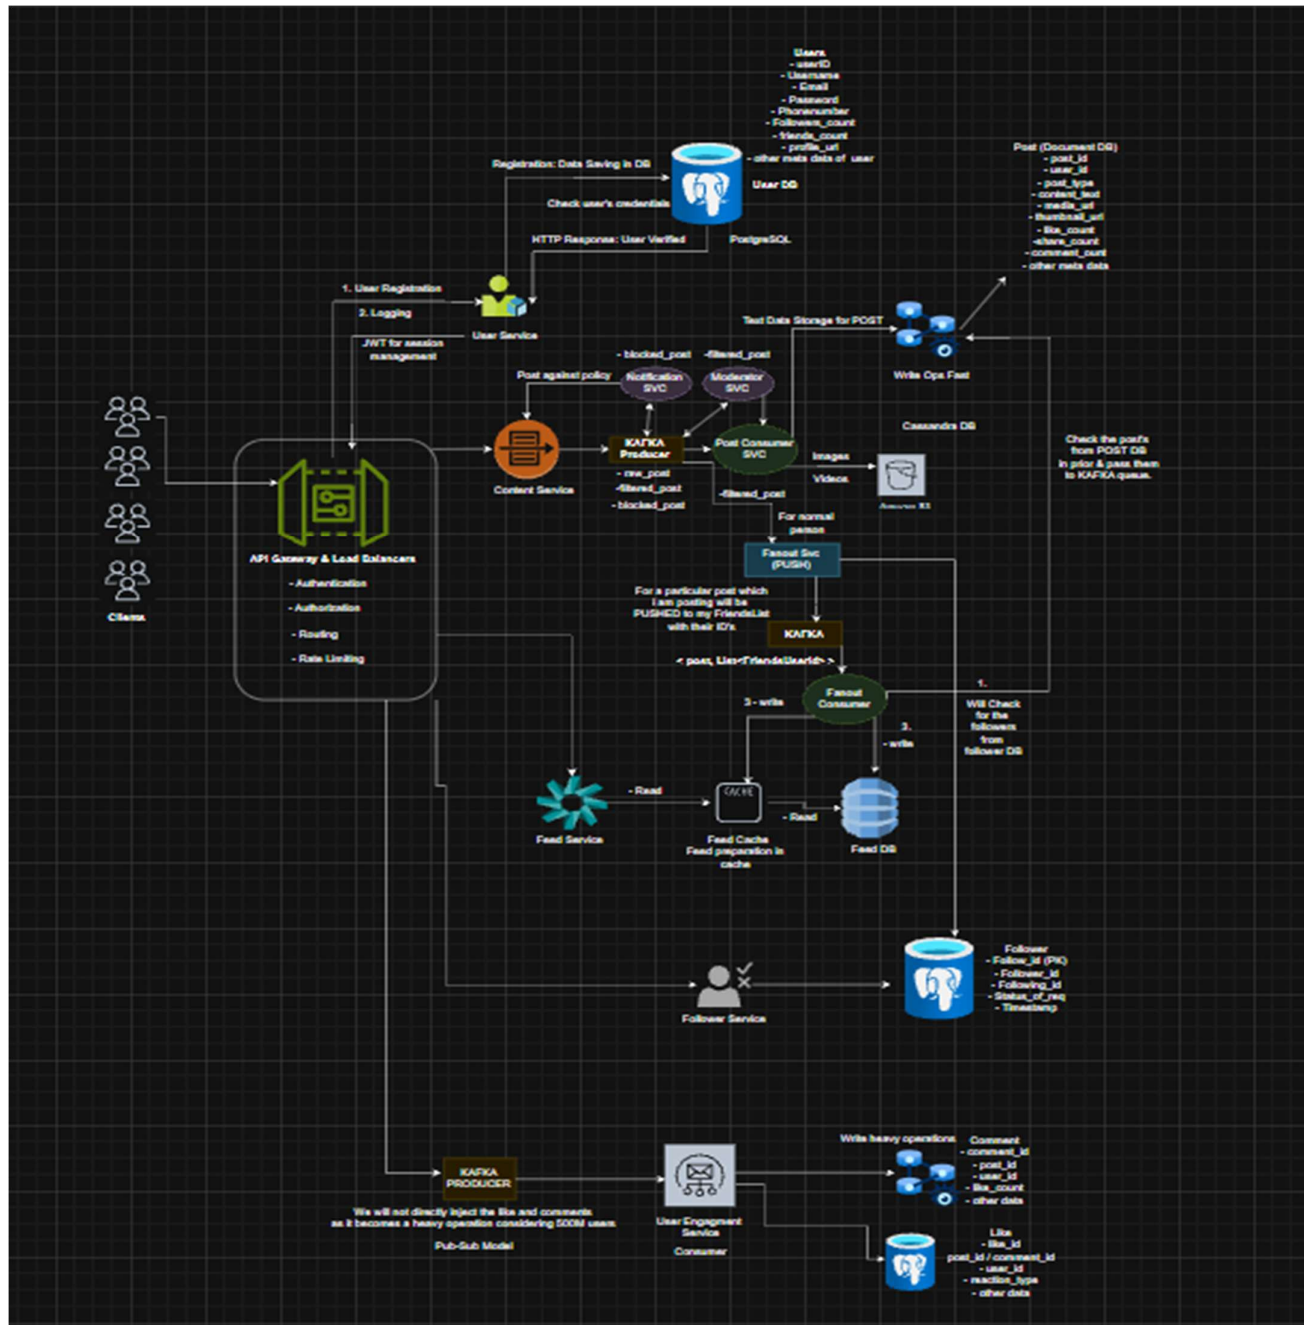 Users
- userID
- Username
- Email
- Password
- Phonenumber
- Followers_count
- friends_count
- profile_url
- other meta data of user
User DB
PostgreSQL
Registration: Data Saving in DB
Check user's credentials
HTTP Response: User Verified
Post (Document DB)
- post_id
- user_id
- post_type
- content_text
- media_url
- thumbnail_url
- like_count
-share_count
- comment_count
- other meta data
1. User Registration
2. Logging
User Service
JWT for session
management
Text Data Storage for POST
Write Ops Fast
Cassandra DB
- blocked_post
-filtered_post
Post against policy
Notification
SVC
Moderator
SVC
KAFKA
Producer
Post Consumer
SVC
Content Service
- raw_post
-filtered_post
- blocked_post
Images
Videos
Amazon S3
-filtered_post
For normal
person
Check the post's
from POST DB
in prior & pass them
to KAFKA queue.
Fanout Svc
(PUSH)
For a particular post which
I am posting will be
PUSHED to my FriendsList
with their ID's
KAFKA
< post, List<FriendsUserId> >
Fanout
Consumer
1.
Will Check
for the
followers
from
follower DB
3 - write
3.
- write
API Gateway & Load Balancers
- Authentication
- Authorization
- Routing
- Rate Limiting
Clients
Feed Service
- Read
CACHE
Feed Cache
Feed preparation in
cache
- Read
Feed DB
Follower Service
Follower
- Follow_id (PK)
- Follower_id
- Following_id
- Status_of_req
- Timestamp
KAFKA
PRODUCER
We will not directly inject the like and comments
as it becomes a heavy operation considering 500M users
Pub-Sub Model
User Engagment
Service
Consumer
Write heavy operations
Comment
- comment_id
- post_id
- user_id
- like_count
- other data
Like
- like_id
post_id / comment_id
- user_id
- reaction_type
- other data